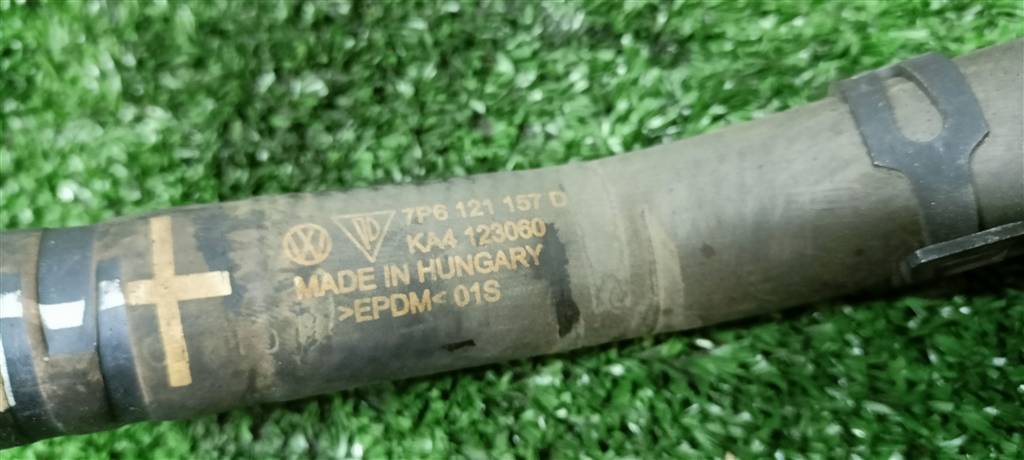 7P6 121 157 D
KA4 123060
MADE IN HUNGARY
>EPDM< 01S